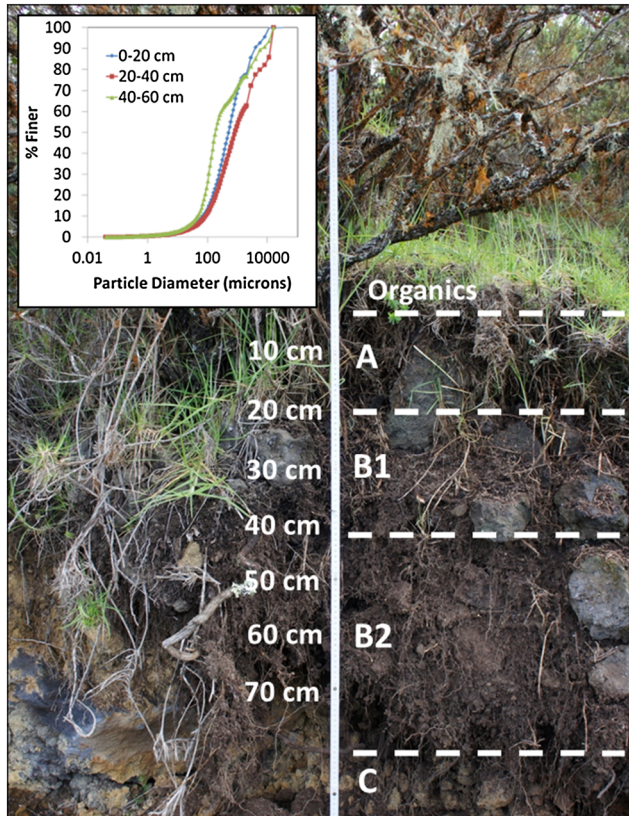 100
90
80
70
60
50
40
30
20
10
0
% Finer
0-20 cm
20-40 cm
40-60 cm
0.01
1
100
10000
Particle Diameter (microns)
Organics
10 cm
A
20 cm
B1
30 cm
40 cm
50 cm
B2
60 cm
70 cm
C